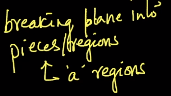 breaking plane into
pieces/regions
↳ 'a' regions